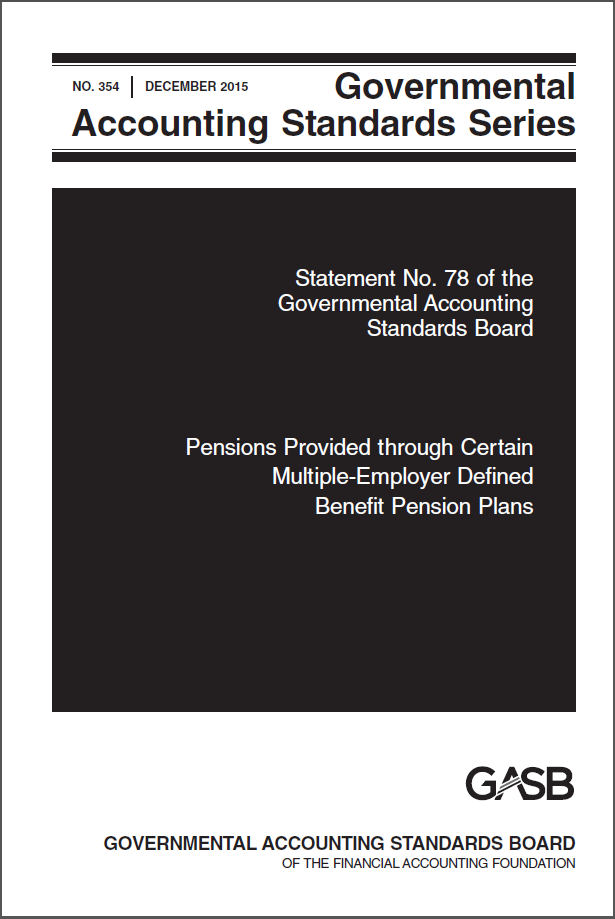 NO. 354 | DECEMBER 2015
Governmental
Accounting Standards Series
Statement No. 78 of the
Governmental Accounting
Standards Board
Pensions Provided through Certain
Multiple-Employer Defined
Benefit Pension Plans
GASB
GOVERNMENTAL ACCOUNTING STANDARDS BOARD
OF THE FINANCIAL ACCOUNTING FOUNDATION